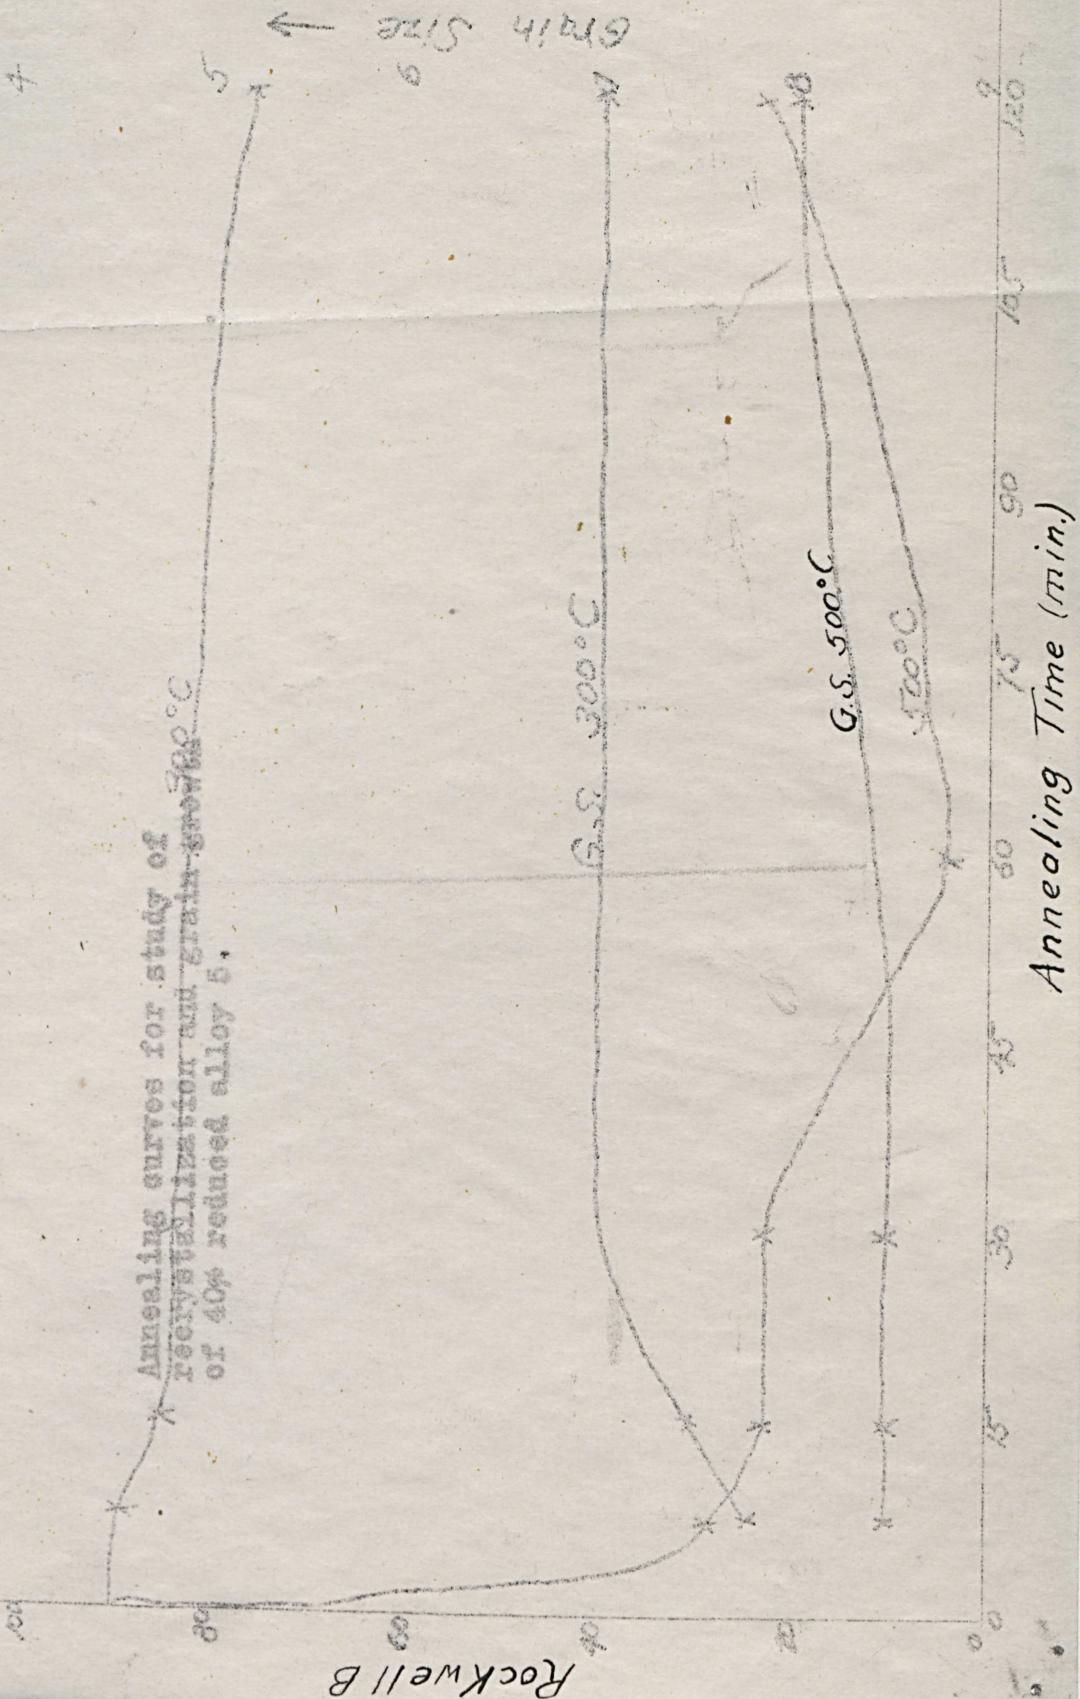 Annealing curves for study of
recrystallization and grain growth
of 40% reduced alloy 5.
300°C
G.S. 300°C
G.S. 500°C
500°C
Rockwell B
100
80
60
40
20
0
Grain Size →
4
5
6
7
8
9
0
15
30
45
60
75
90
105
120
Annealing Time (min.)